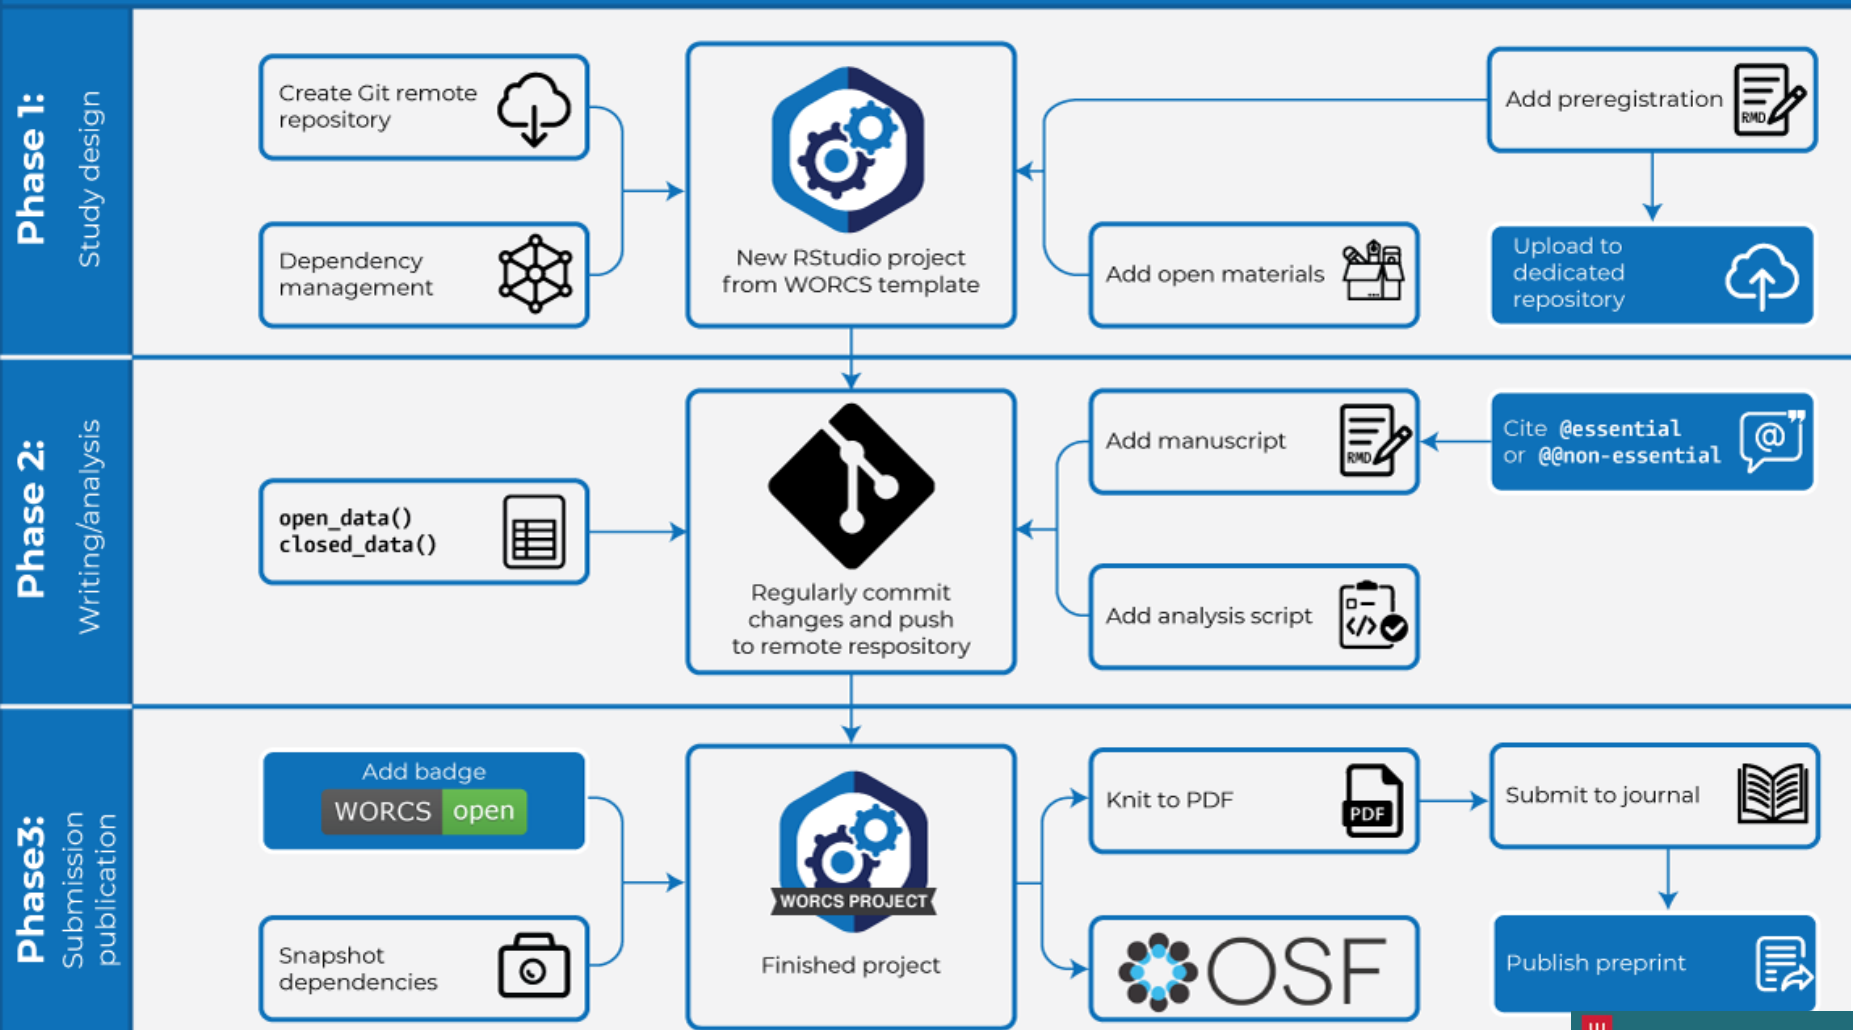 Phase 1:
Study design
Create Git remote
repository
Dependency
management
New RStudio project
from WORCS template
Add preregistration
RMD
Add open materials
Upload to
dedicated
repository
Phase 2:
Writing/analysis
open_data()
closed_data()
Regularly commit
changes and push
to remote respository
Add manuscript
RMD
Cite @essential
or @@non-essential
Add analysis script
</>
Phase3:
Submission
publication
Add badge
WORCS open
Snapshot
dependencies
WORCS PROJECT
Finished project
Knit to PDF
PDF
Submit to journal
OSF
Publish preprint